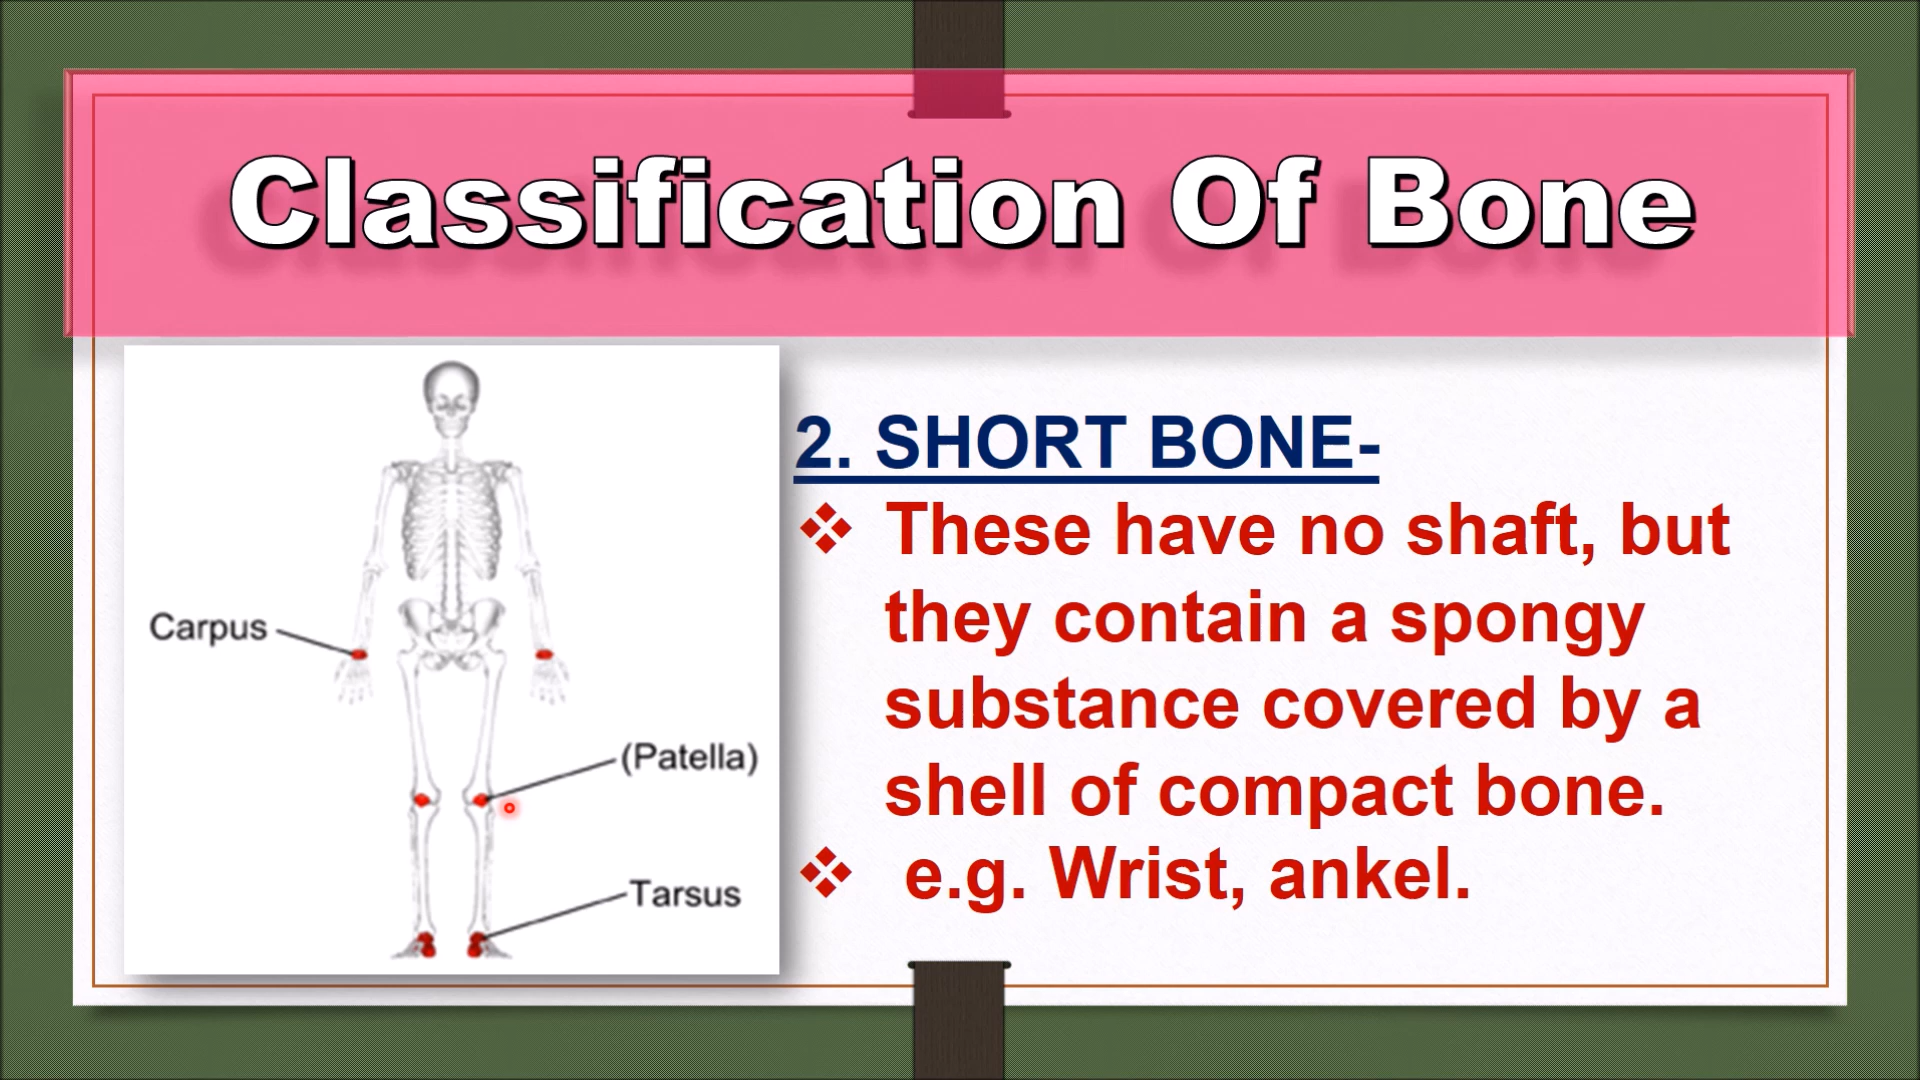 Classification Of Bone
2. SHORT BONE-
❖ These have no shaft, but
they contain a spongy
substance covered by a
shell of compact bone.
❖ e.g. Wrist, ankel.
Carpus
(Patella)
Tarsus